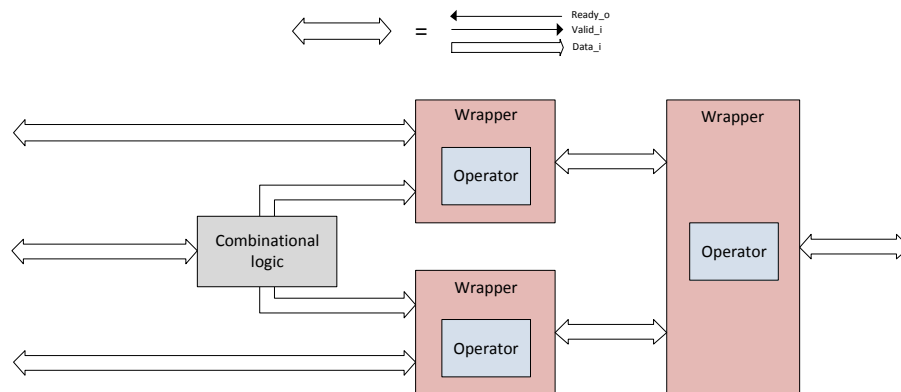 =
Ready_o
Valid_i
Data_i
Wrapper
Operator
Wrapper
Operator
Combinational
logic
Wrapper
Operator